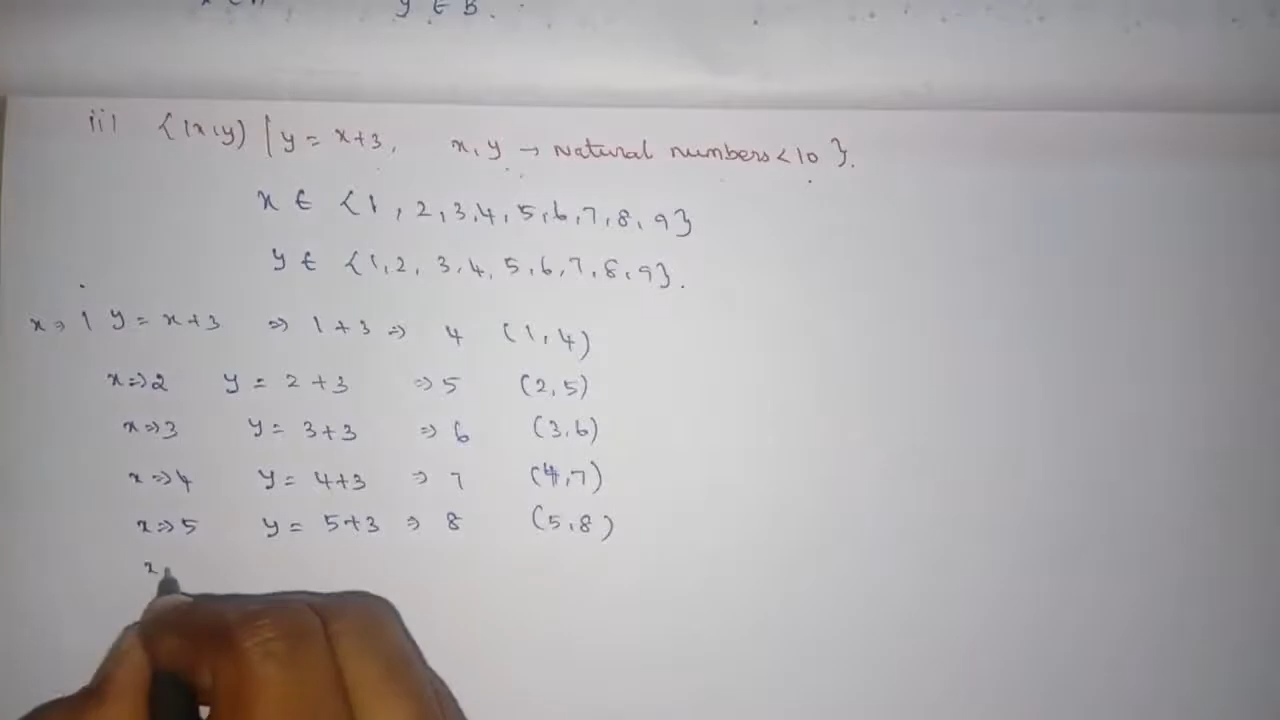 y ∈ B.
ii) {(x,y) | y = x+3, x,y → natural numbers < 10 }.
x ∈ {1, 2, 3, 4, 5, 6, 7, 8, 9}
y ∈ {1, 2, 3, 4, 5, 6, 7, 8, 9}.
x ⇒ 1 y = x+3 ⇒ 1+3 ⇒ 4 (1, 4)
x ⇒ 2 y = 2+3 ⇒ 5 (2, 5)
x ⇒ 3 y = 3+3 ⇒ 6 (3, 6)
x ⇒ 4 y = 4+3 ⇒ 7 (4, 7)
x ⇒ 5 y = 5+3 ⇒ 8 (5, 8)
x